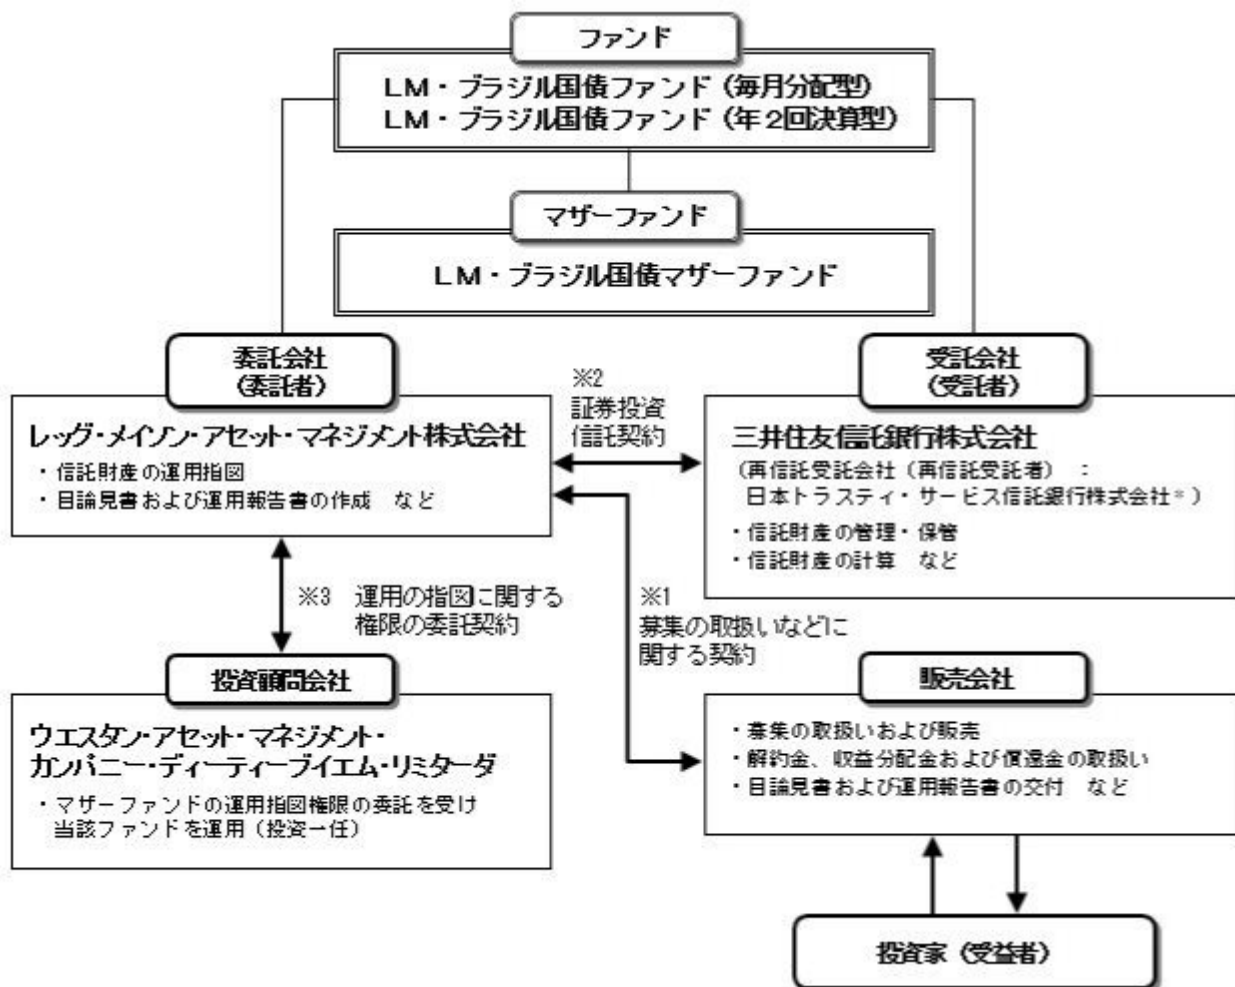 ファンド
LM・ブラジル国債ファンド（毎月分配型）
LM・ブラジル国債ファンド（年２回決算型）
マザーファンド
LM・ブラジル国債マザーファンド
委託会社
（委託者）
レッグ・メイソン・アセット・マネジメント株式会社
・信託財産の運用指図
・目論見書および運用報告書の作成　など
※2
証券投資
信託契約
受託会社
（受託者）
三井住友信託銀行株式会社
（再信託受託会社（再信託受託者）：
日本トラスティ・サービス信託銀行株式会社*）
・信託財産の管理・保管
・信託財産の計算　など
※3　運用の指図に関する
権限の委託契約
※1
募集の取扱いなどに
関する契約
投資顧問会社
ウエスタン・アセット・マネジメント・
カンパニー・ディーティーブイエム・リミターダ
・マザーファンドの運用指図権限の委託を受け
当該ファンドを運用（投資一任）
販売会社
・募集の取扱いおよび販売
・解約金、収益分配金および償還金の取扱い
・目論見書および運用報告書の交付　など
投資家（受益者）